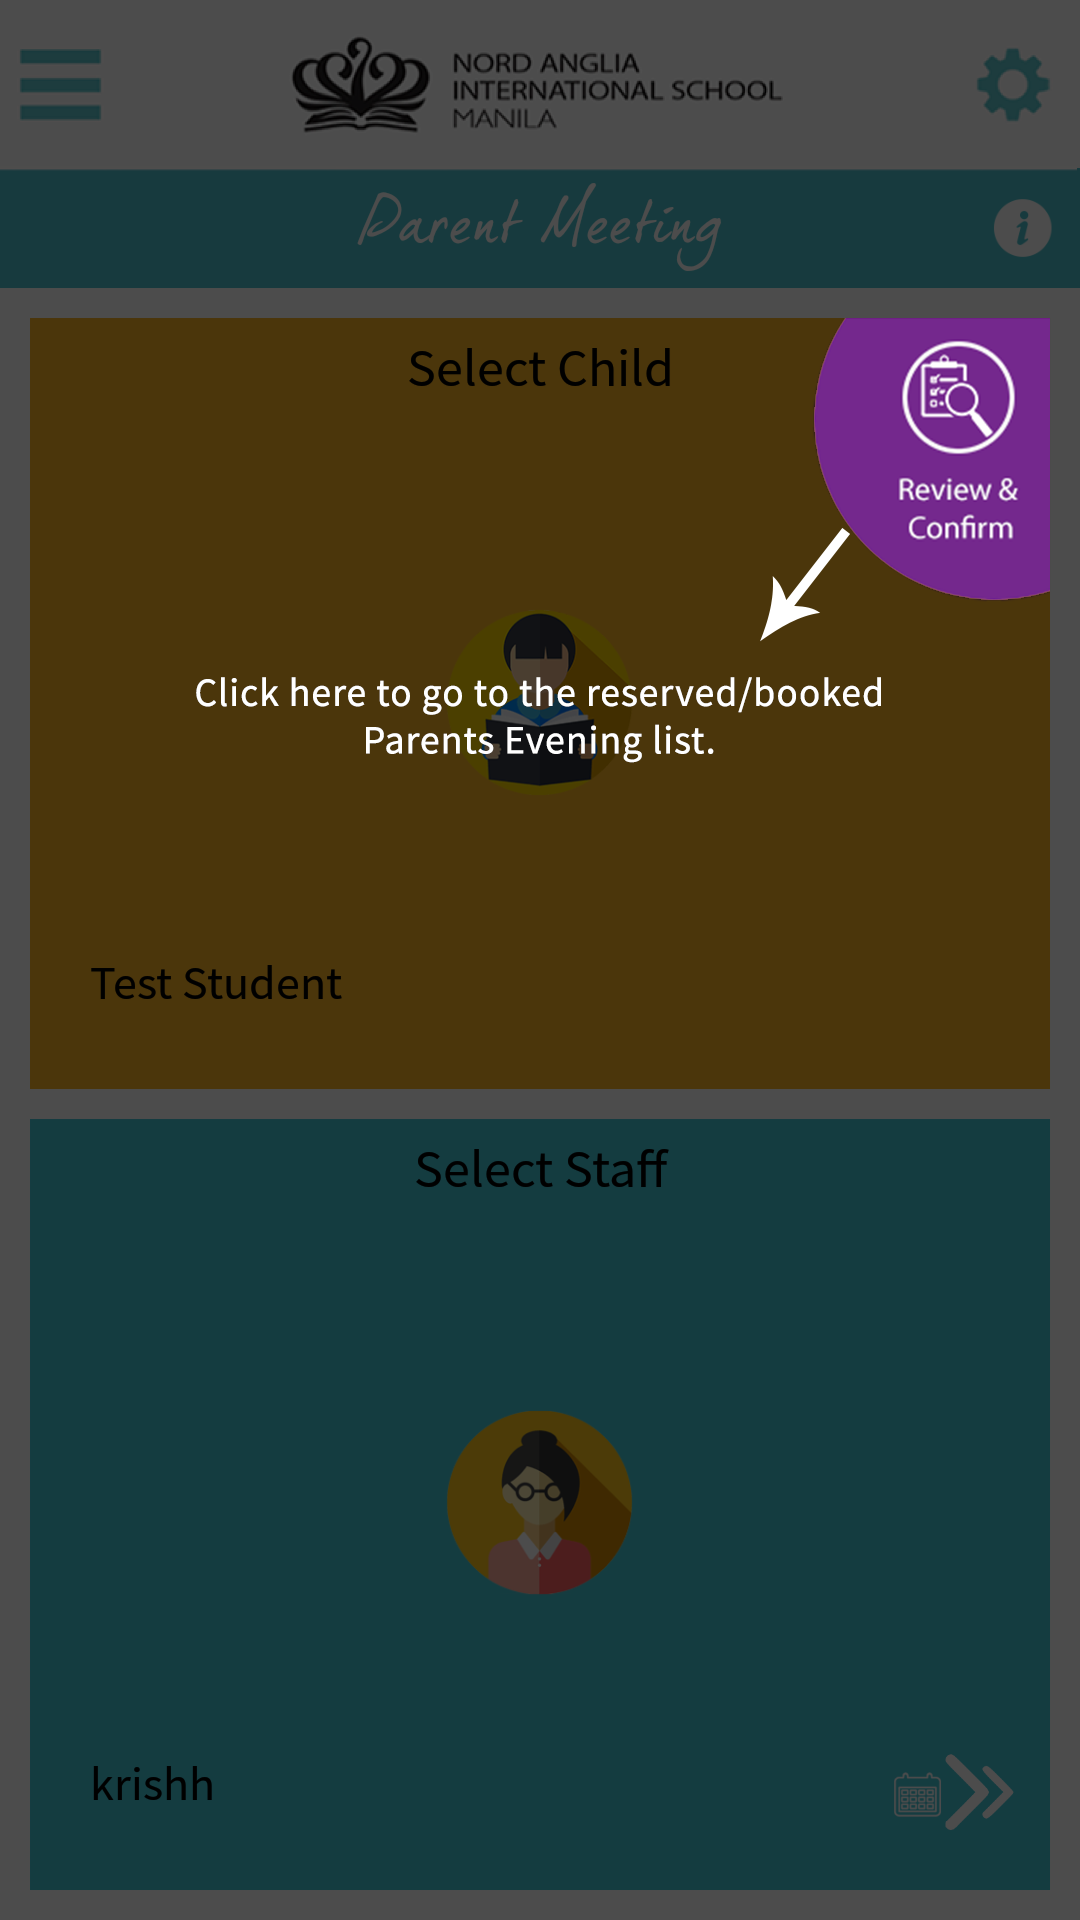 NORD ANGLIA
INTERNATIONAL SCHOOL
MANILA
Parent Meeting
i
Select Child
Review &
Confirm
Click here to go to the reserved/booked
Parents Evening list.
Test Student
Select Staff
krishh